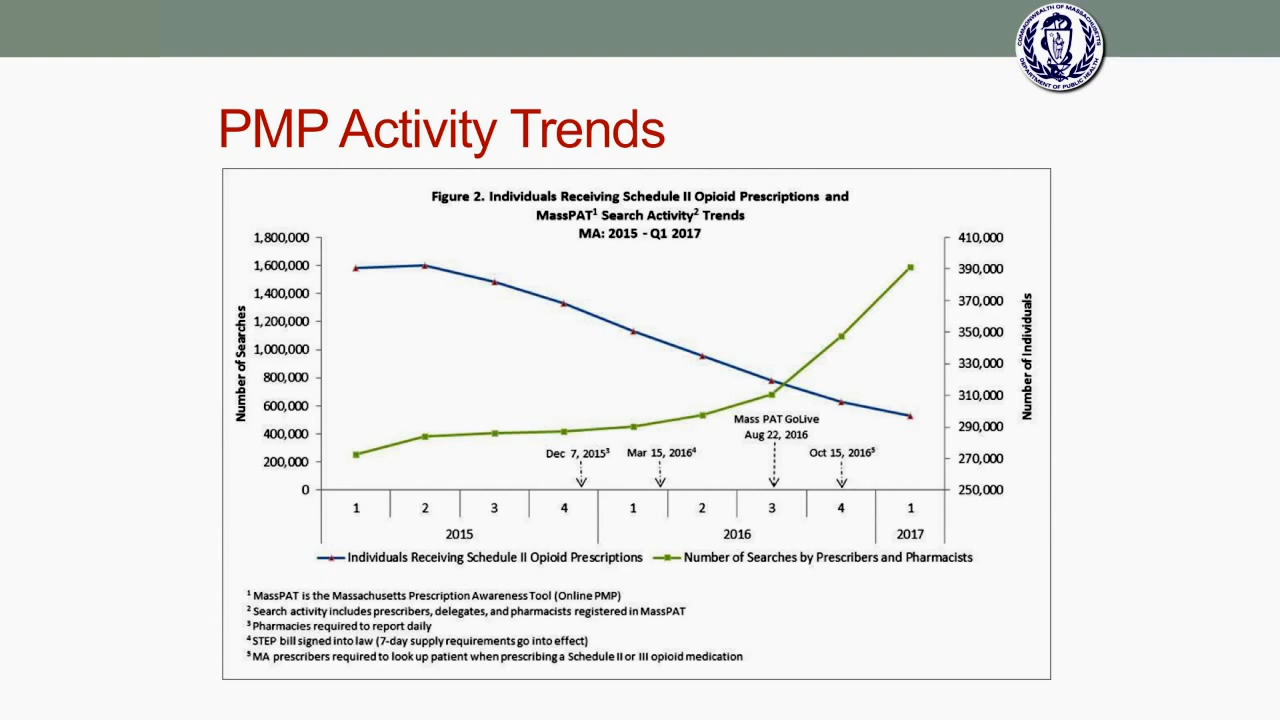 COMMONWEALTH OF MASSACHUSETTS
DEPARTMENT OF PUBLIC HEALTH
PMP Activity Trends
Figure 2. Individuals Receiving Schedule II Opioid Prescriptions and
MassPAT¹ Search Activity² Trends
MA: 2015 - Q1 2017
Number of Searches
1,800,000
1,600,000
1,400,000
1,200,000
1,000,000
800,000
600,000
400,000
200,000
0
410,000
390,000
370,000
350,000
330,000
310,000
290,000
270,000
250,000
Number of Individuals
Mass PAT GoLive
Aug 22, 2016
Dec 7, 2015³ Mar 15, 2016⁴ Oct 15, 2016⁵
1 2 3 4 1 2 3 4 1
2015 2016 2017
Individuals Receiving Schedule II Opioid Prescriptions Number of Searches by Prescribers and Pharmacists
¹ MassPAT is the Massachusetts Prescription Awareness Tool (Online PMP)
² Search activity includes prescribers, delegates, and pharmacists registered in MassPAT
³ Pharmacies required to report daily
⁴ STEP bill signed into law (7-day supply requirements go into effect)
⁵ MA prescribers required to look up patient when prescribing a Schedule II or III opioid medication